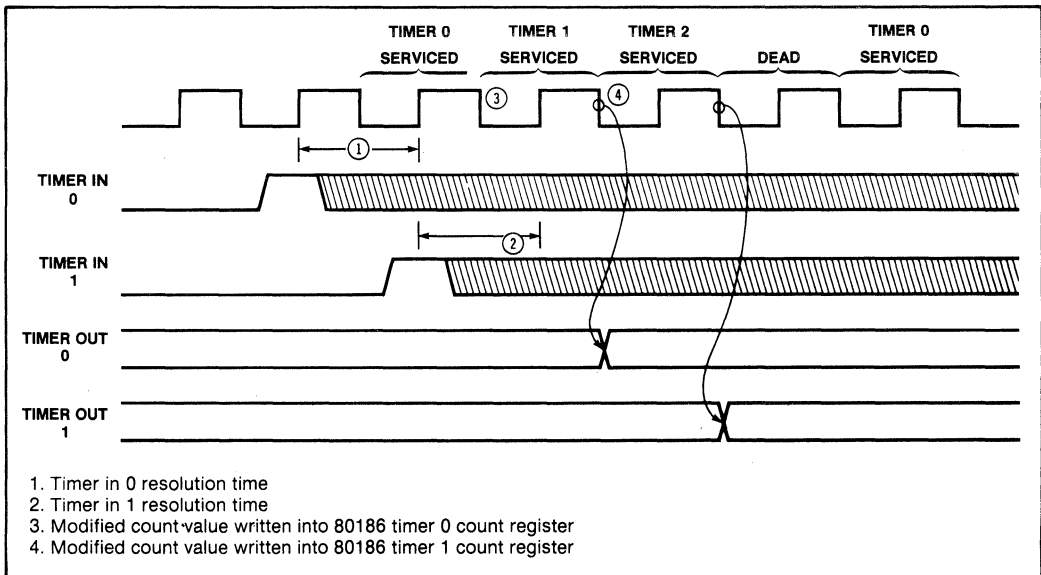 TIMER 0 TIMER 1 TIMER 2 TIMER 0
SERVICED SERVICED SERVICED DEAD SERVICED
3 4
1
TIMER IN
0
2
TIMER IN
1
TIMER OUT
0
TIMER OUT
1
1. Timer in 0 resolution time
2. Timer in 1 resolution time
3. Modified count value written into 80186 timer 0 count register
4. Modified count value written into 80186 timer 1 count register